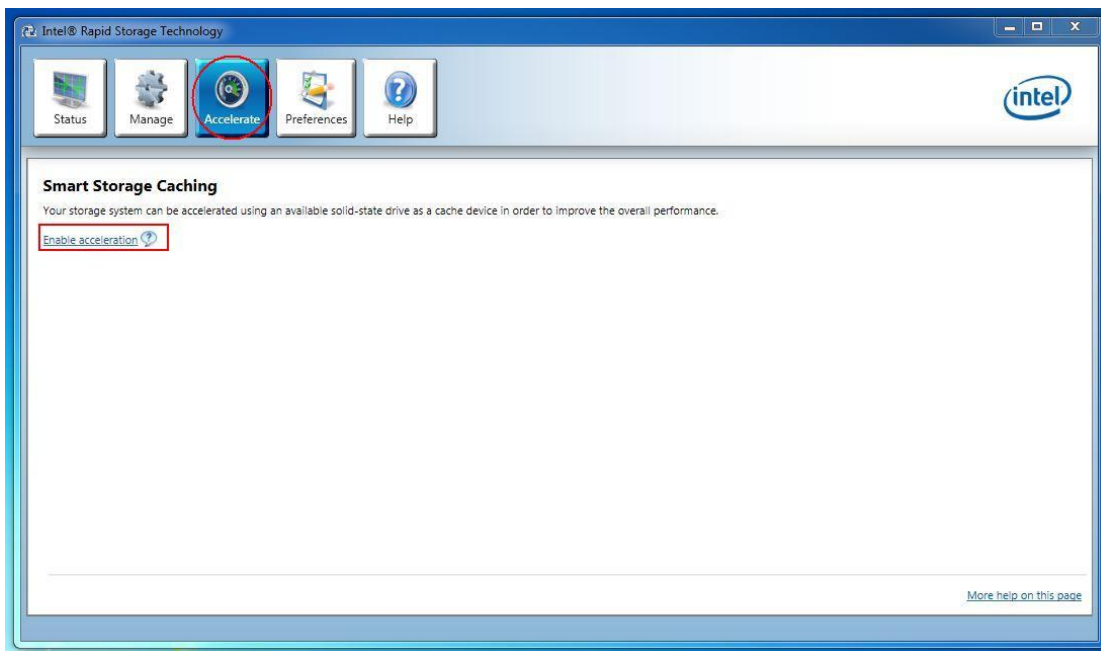 Intel® Rapid Storage Technology
Status Manage Accelerate Preferences Help
intel
Smart Storage Caching
Your storage system can be accelerated using an available solid-state drive as a cache device in order to improve the overall performance.
Enable acceleration ?
More help on this page